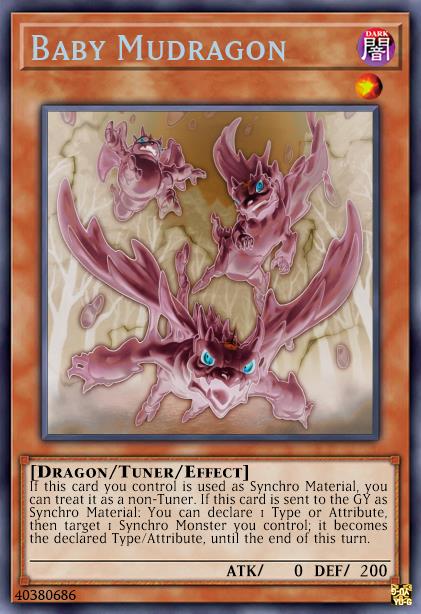 BABY MUDRAGON
DARK
闇
[DRAGON/TUNER/EFFECT]
If this card you control is used as Synchro Material, you
can treat it as a non-Tuner. If this card is sent to the GY as
Synchro Material: You can declare 1 Type or Attribute,
then target 1 Synchro Monster you control; it becomes
the declared Type/Attribute, until the end of this turn.
ATK/ 0 DEF/ 200
40380686